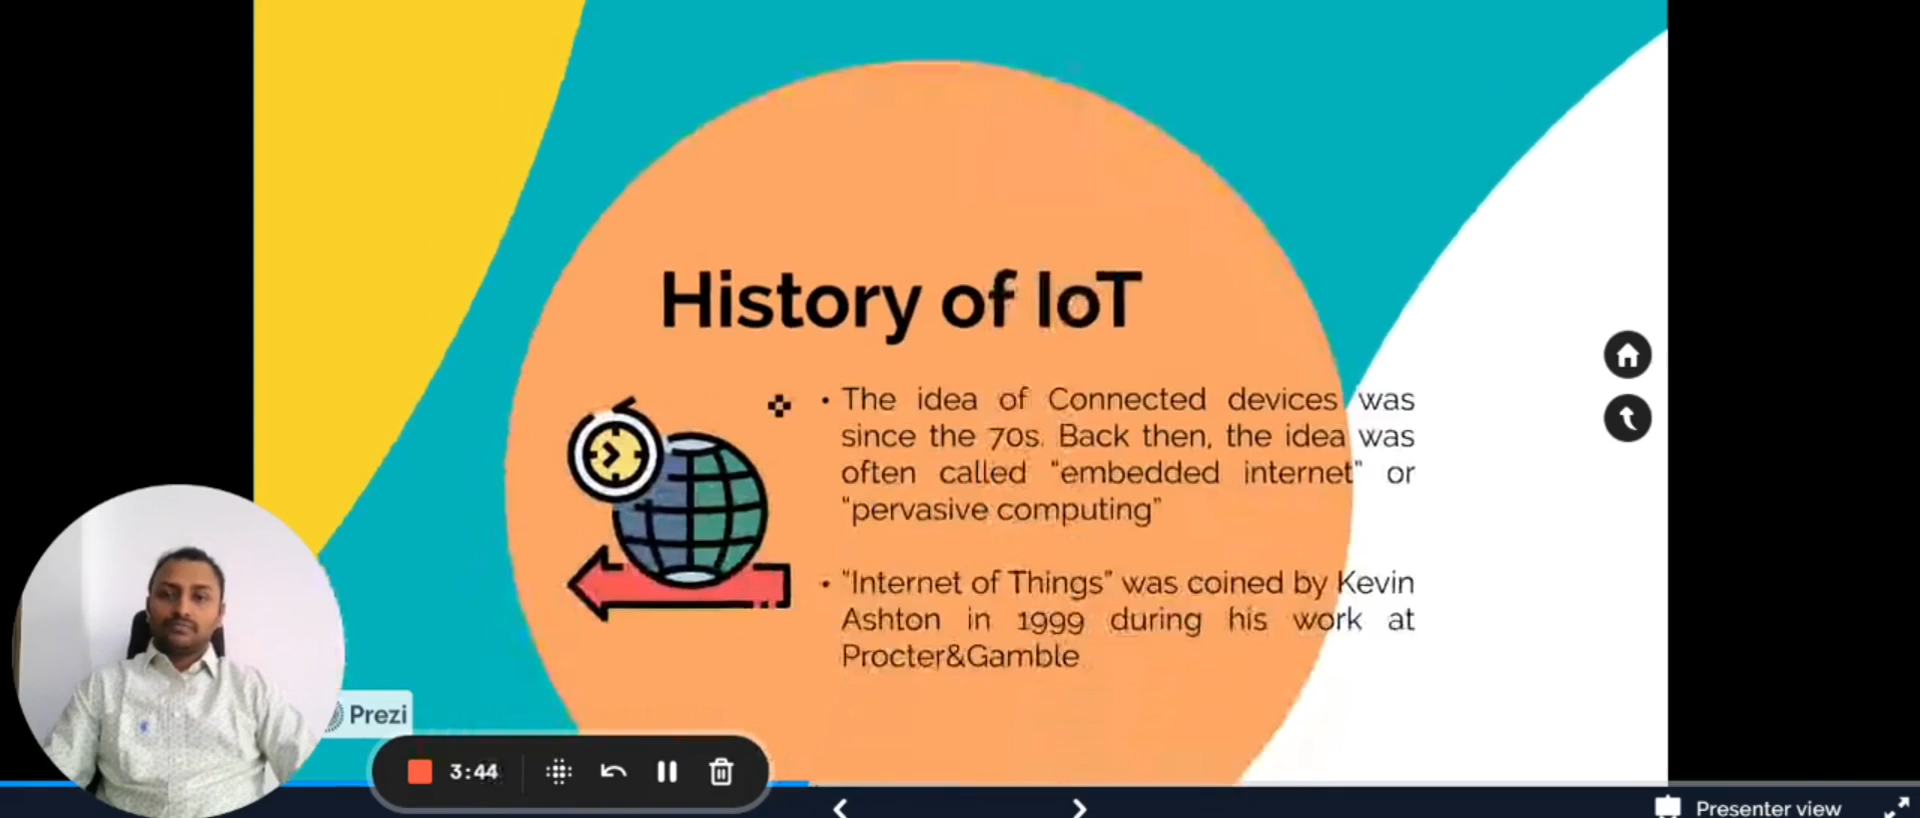 History of IoT
• The idea of Connected devices was
since the 70s. Back then, the idea was
often called “embedded internet” or
“pervasive computing”
• “Internet of Things” was coined by Kevin
Ashton in 1999 during his work at
Procter&Gamble
Prezi
3:44
Presenter view